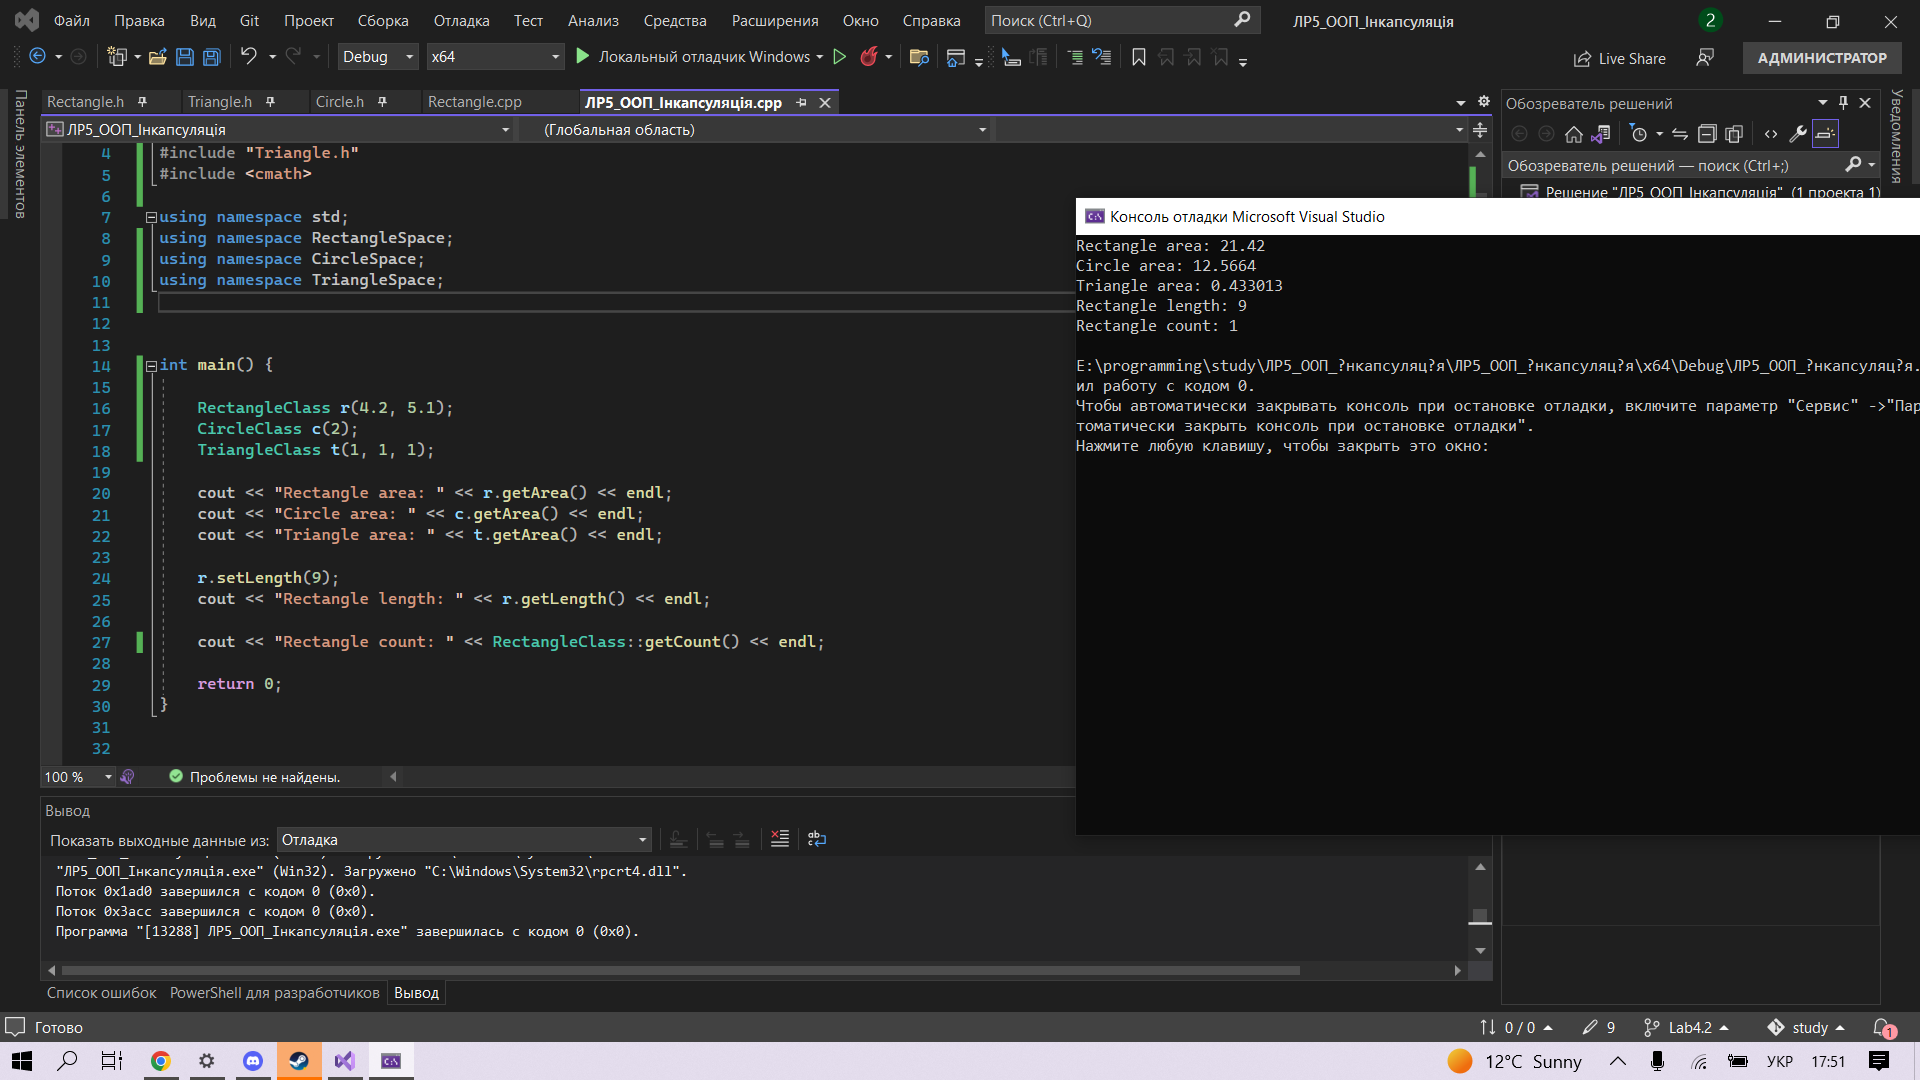 Файл Правка Вид Git Проект Сборка Отладка Тест Анализ Средства Расширения Окно Справка Поиск (Ctrl+Q) ЛР5_ООП_Інкапсуляція 2
Debug x64 Локальный отладчик Windows Live Share АДМИНИСТРАТОР
Панель элементов
Rectangle.h Triangle.h Circle.h Rectangle.cpp ЛР5_ООП_Інкапсуляція.cpp
ЛР5_ООП_Інкапсуляція (Глобальная область)
4 #include "Triangle.h"
5 #include <cmath>
6
7 using namespace std;
8 using namespace RectangleSpace;
9 using namespace CircleSpace;
10 using namespace TriangleSpace;
11
12
13
14 int main() {
15
16 RectangleClass r(4.2, 5.1);
17 CircleClass c(2);
18 TriangleClass t(1, 1, 1);
19
20 cout << "Rectangle area: " << r.getArea() << endl;
21 cout << "Circle area: " << c.getArea() << endl;
22 cout << "Triangle area: " << t.getArea() << endl;
23
24 r.setLength(9);
25 cout << "Rectangle length: " << r.getLength() << endl;
26
27 cout << "Rectangle count: " << RectangleClass::getCount() << endl;
28
29 return 0;
30 }
31
32
100 % Проблемы не найдены.
Обозреватель решений
Обозреватель решений — поиск (Ctrl+;)
Решение "ЛР5_ООП_Інкапсуляція" (1 проекта 1)
Уведомления
Консоль отладки Microsoft Visual Studio
Rectangle area: 21.42
Circle area: 12.5664
Triangle area: 0.433013
Rectangle length: 9
Rectangle count: 1
E:\programming\study\ЛР5_ООП_?нкапсуляц?я\ЛР5_ООП_?нкапсуляц?я\x64\Debug\ЛР5_ООП_?нкапсуляц?я.
ил работу с кодом 0.
Чтобы автоматически закрывать консоль при остановке отладки, включите параметр "Сервис" ->"Пар
томатически закрыть консоль при остановке отладки".
Нажмите любую клавишу, чтобы закрыть это окно:
Вывод
Показать выходные данные из: Отладка
"ЛР5_ООП_Інкапсуляція.exe" (Win32). Загружено "C:\Windows\System32\rpcrt4.dll".
Поток 0x1ad0 завершился с кодом 0 (0x0).
Поток 0x3acc завершился с кодом 0 (0x0).
Программа "[13288] ЛР5_ООП_Інкапсуляція.exe" завершилась с кодом 0 (0x0).
Список ошибок PowerShell для разработчиков Вывод
Готово 0 / 0 9 Lab4.2 study 1
12°C Sunny УКР 17:51